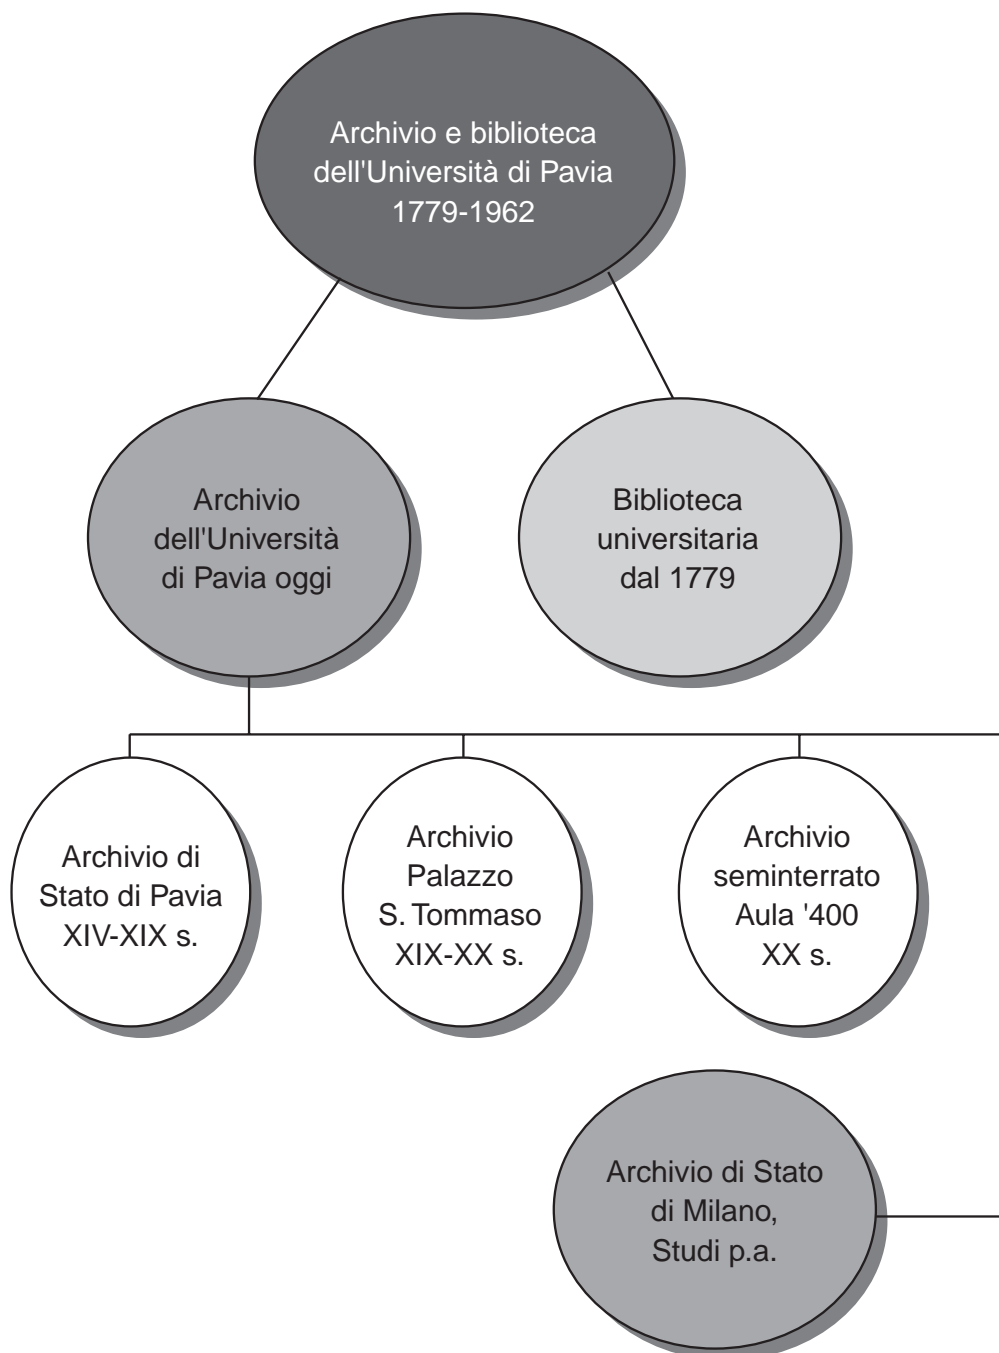 Archivio e biblioteca
dell'Università di Pavia
1779-1962
Archivio
dell'Università
di Pavia oggi
Biblioteca
universitaria
dal 1779
Archivio di
Stato di Pavia
XIV-XIX s.
Archivio
Palazzo
S. Tommaso
XIX-XX s.
Archivio
seminterrato
Aula '400
XX s.
Archivio di Stato
di Milano,
Studi p.a.